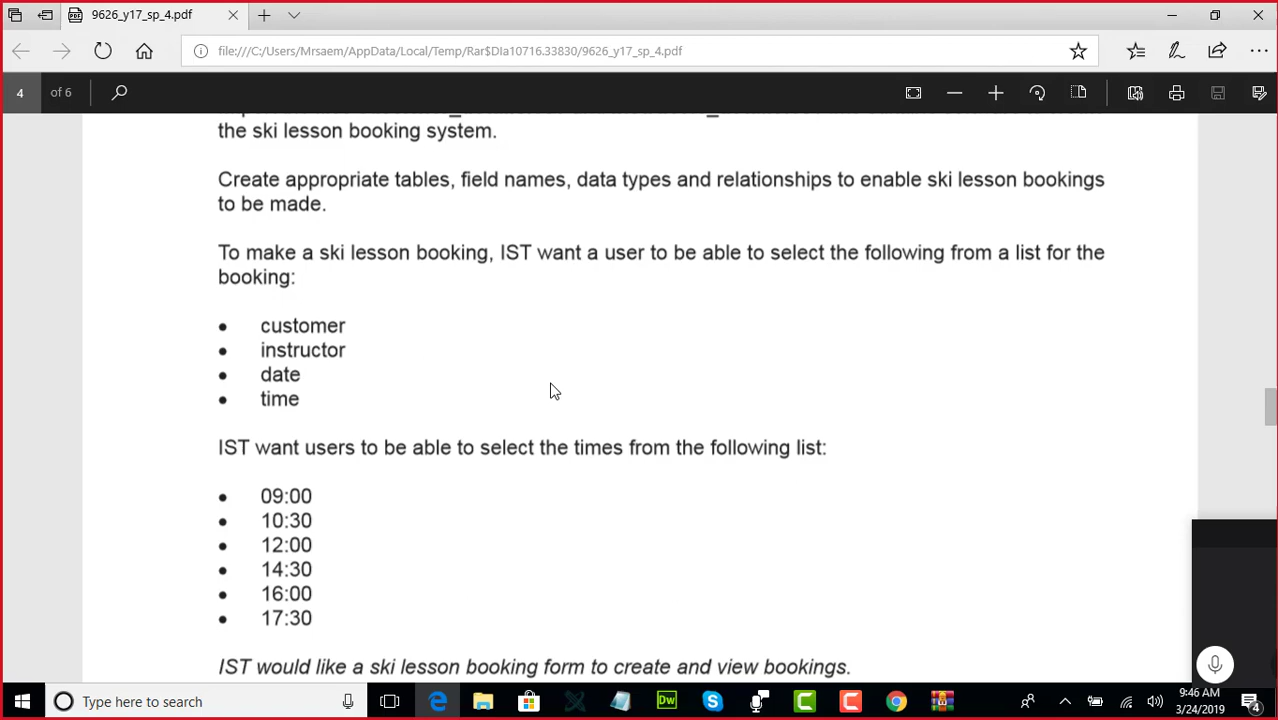 9626_y17_sp_4.pdf
file:///C:/Users/Mrsaem/AppData/Local/Temp/Rar$DIa10716.33830/9626_y17_sp_4.pdf
4 of 6
the ski lesson booking system.
Create appropriate tables, field names, data types and relationships to enable ski lesson bookings
to be made.
To make a ski lesson booking, IST want a user to be able to select the following from a list for the
booking:
• customer
• instructor
• date
• time
IST want users to be able to select the times from the following list:
• 09:00
• 10:30
• 12:00
• 14:30
• 16:00
• 17:30
IST would like a ski lesson booking form to create and view bookings.
Type here to search
Dw
9:46 AM
3/24/2019
4